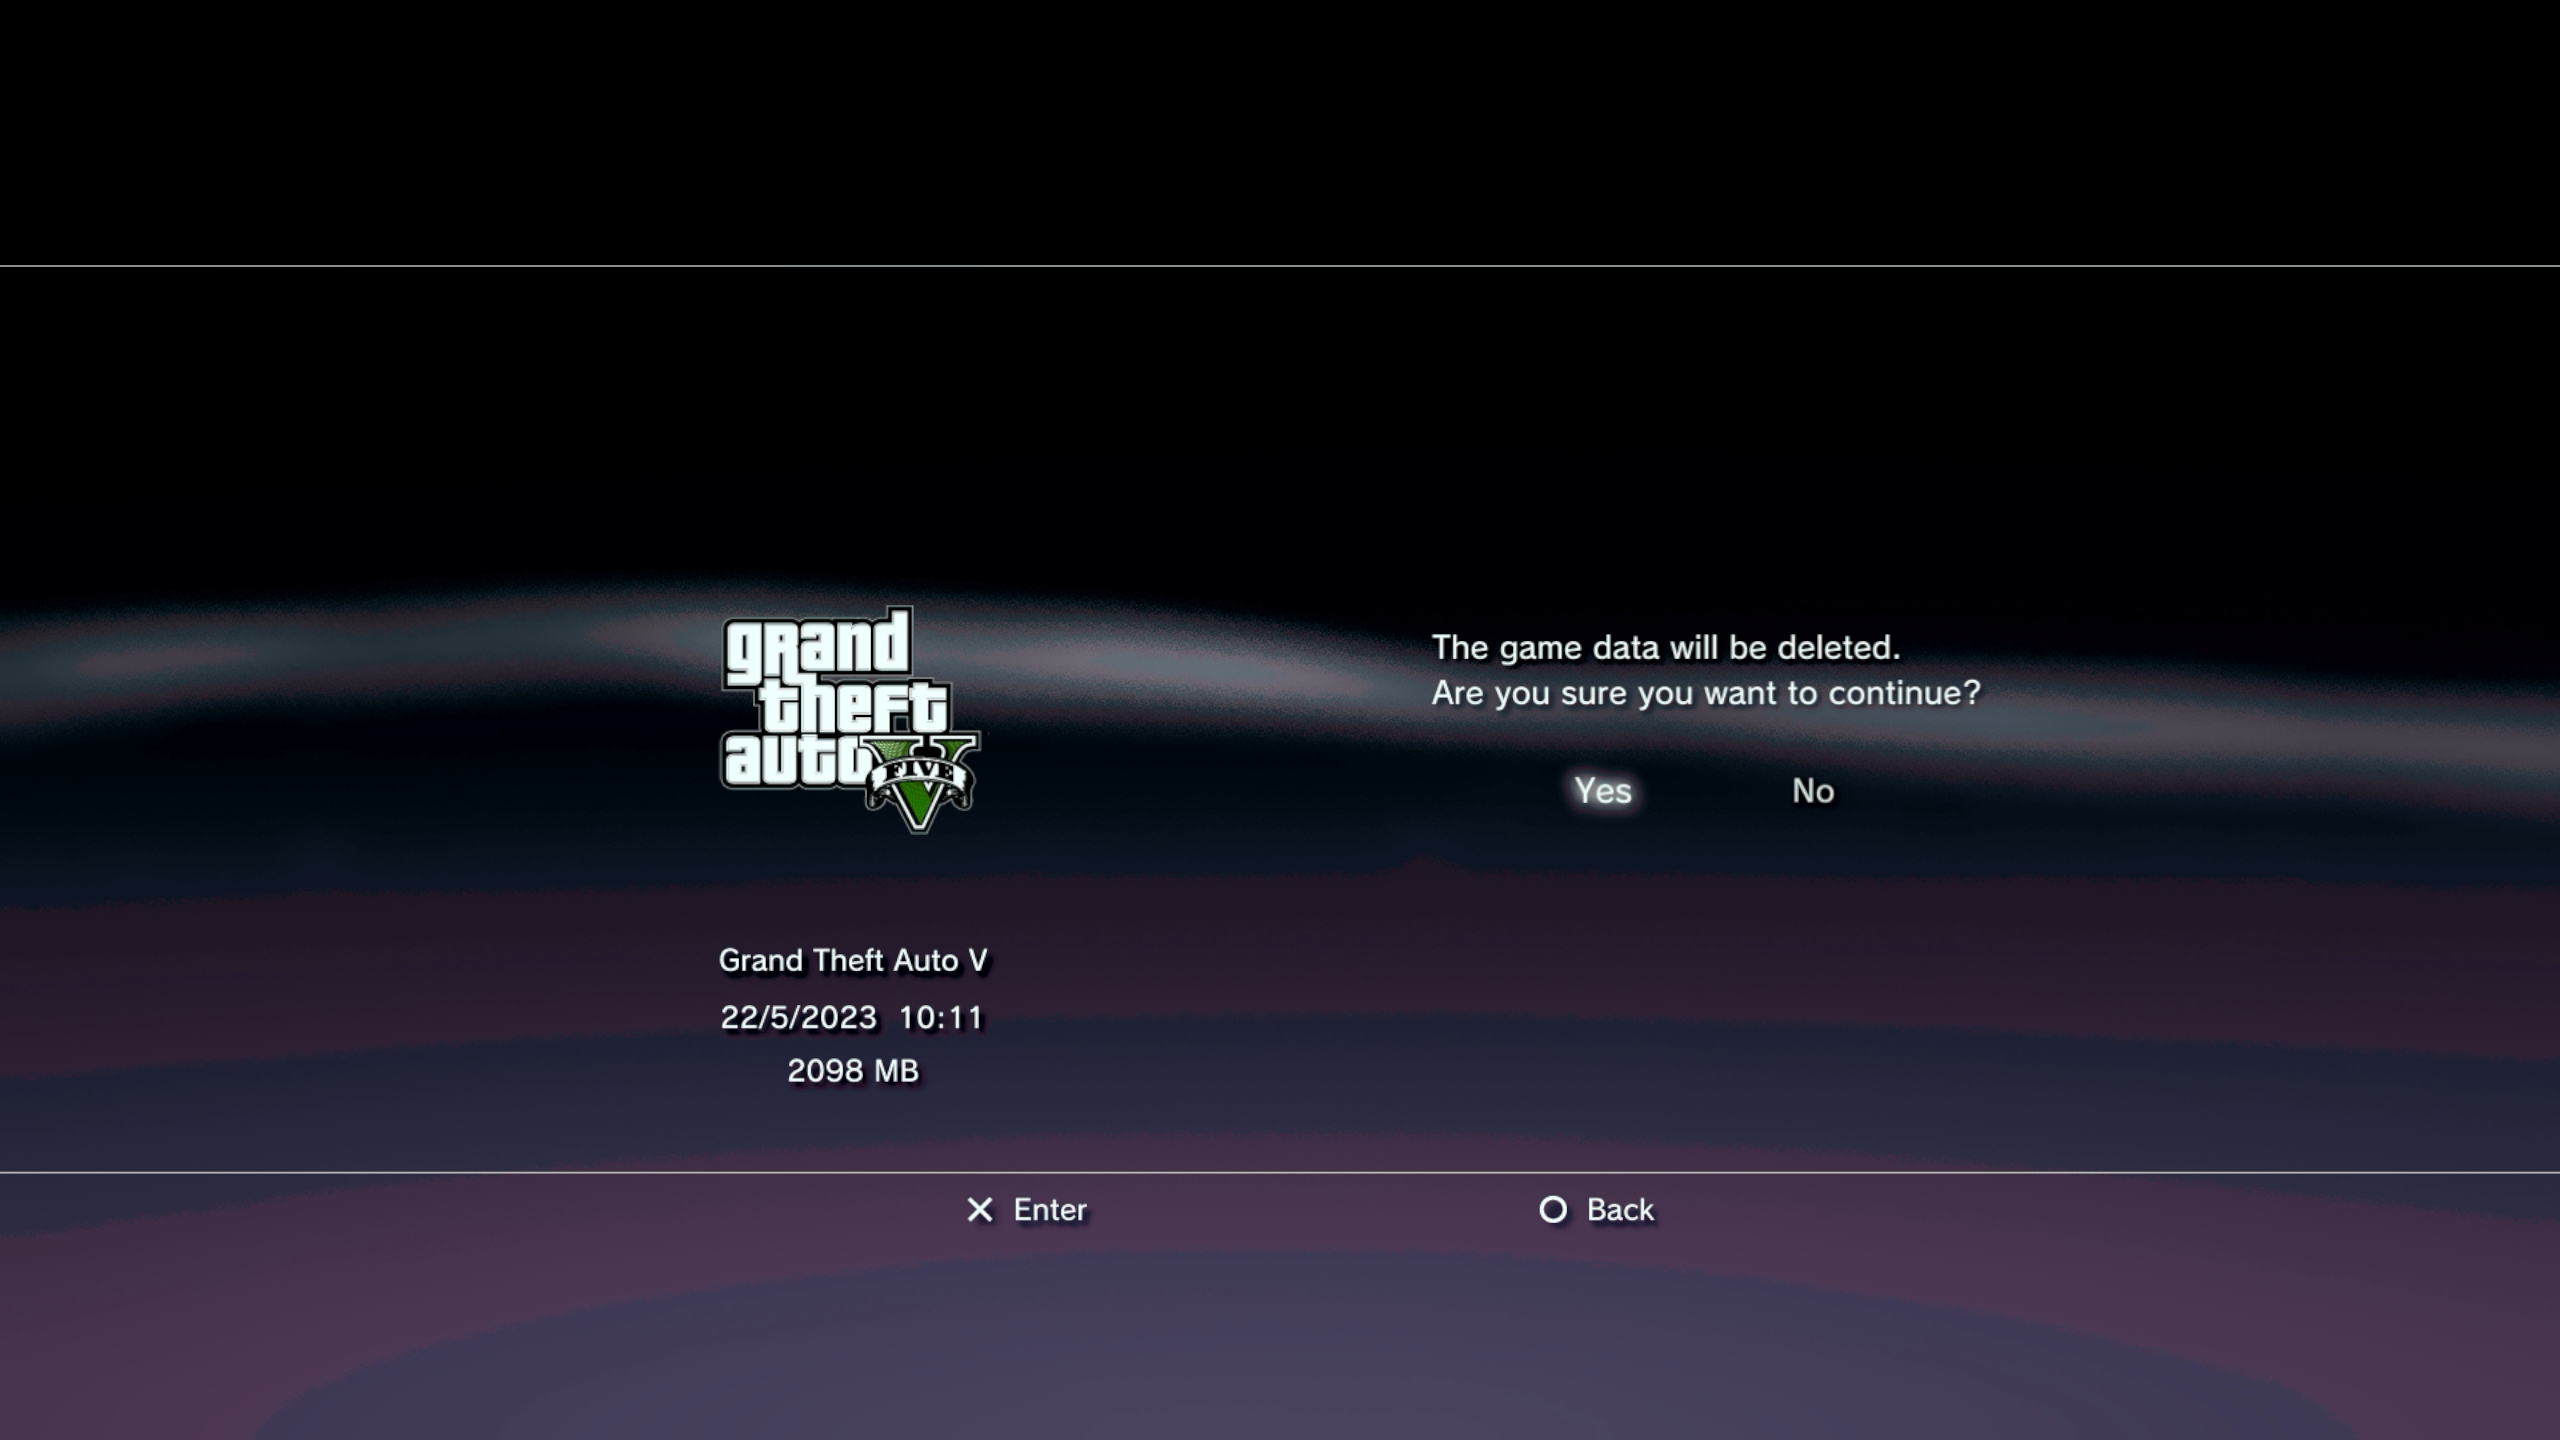 grand
theft
auto V
FIVE
The game data will be deleted.
Are you sure you want to continue?
Yes No
Grand Theft Auto V
22/5/2023 10:11
2098 MB
Enter Back